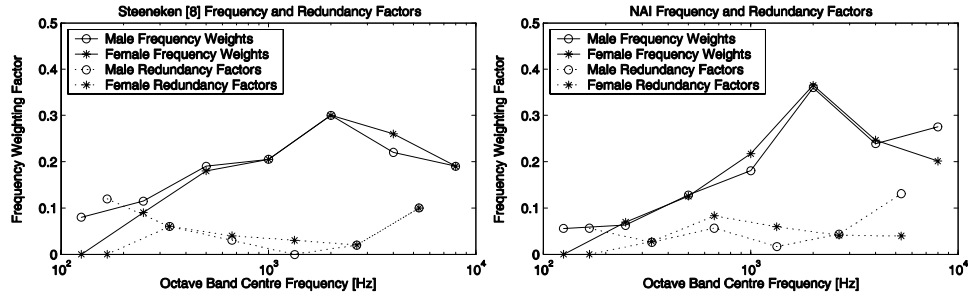 Steeneken [8] Frequency and Redundancy Factors
0.5
0.4
0.3
0.2
0.1
0
Frequency Weighting Factor
Male Frequency Weights
Female Frequency Weights
Male Redundancy Factors
Female Redundancy Factors
10^2
10^3
10^4
Octave Band Centre Frequency [Hz]
NAI Frequency and Redundancy Factors
0.5
0.4
0.3
0.2
0.1
0
Frequency Weighting Factor
Male Frequency Weights
Female Frequency Weights
Male Redundancy Factors
Female Redundancy Factors
10^2
10^3
10^4
Octave Band Centre Frequency [Hz]